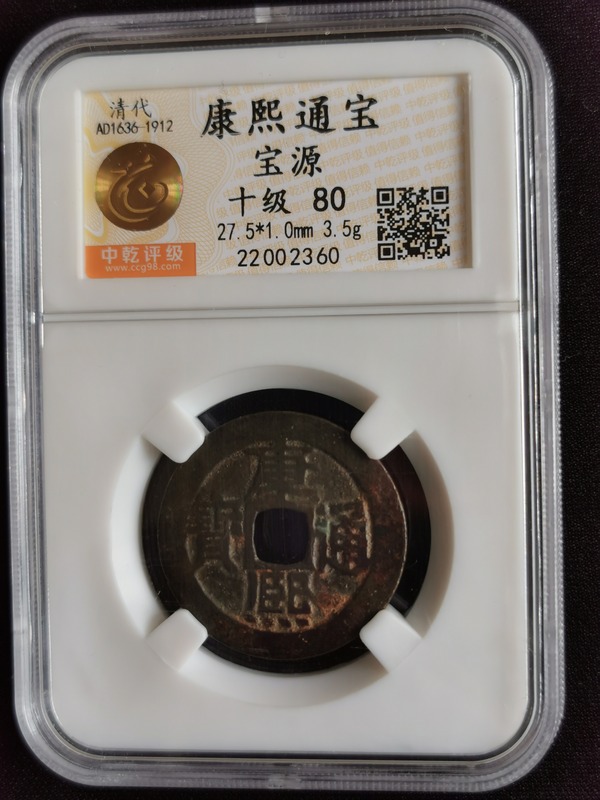 清代
AD1636-1912
康熙通宝
宝源
十级 80
27.5*1.0mm 3.5g
22002360
中乾评级
www.ccg98.com
康
熙
通
寶